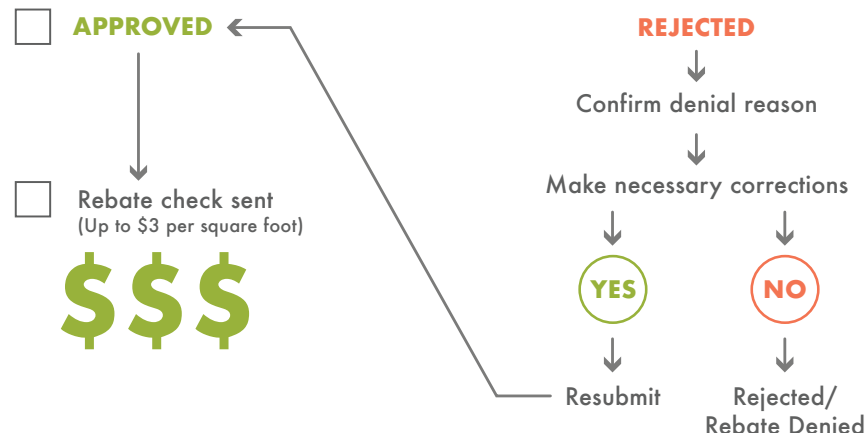 APPROVED
Rebate check sent
(Up to $3 per square foot)
$$$
REJECTED
Confirm denial reason
Make necessary corrections
YES
NO
Resubmit
Rejected/
Rebate Denied